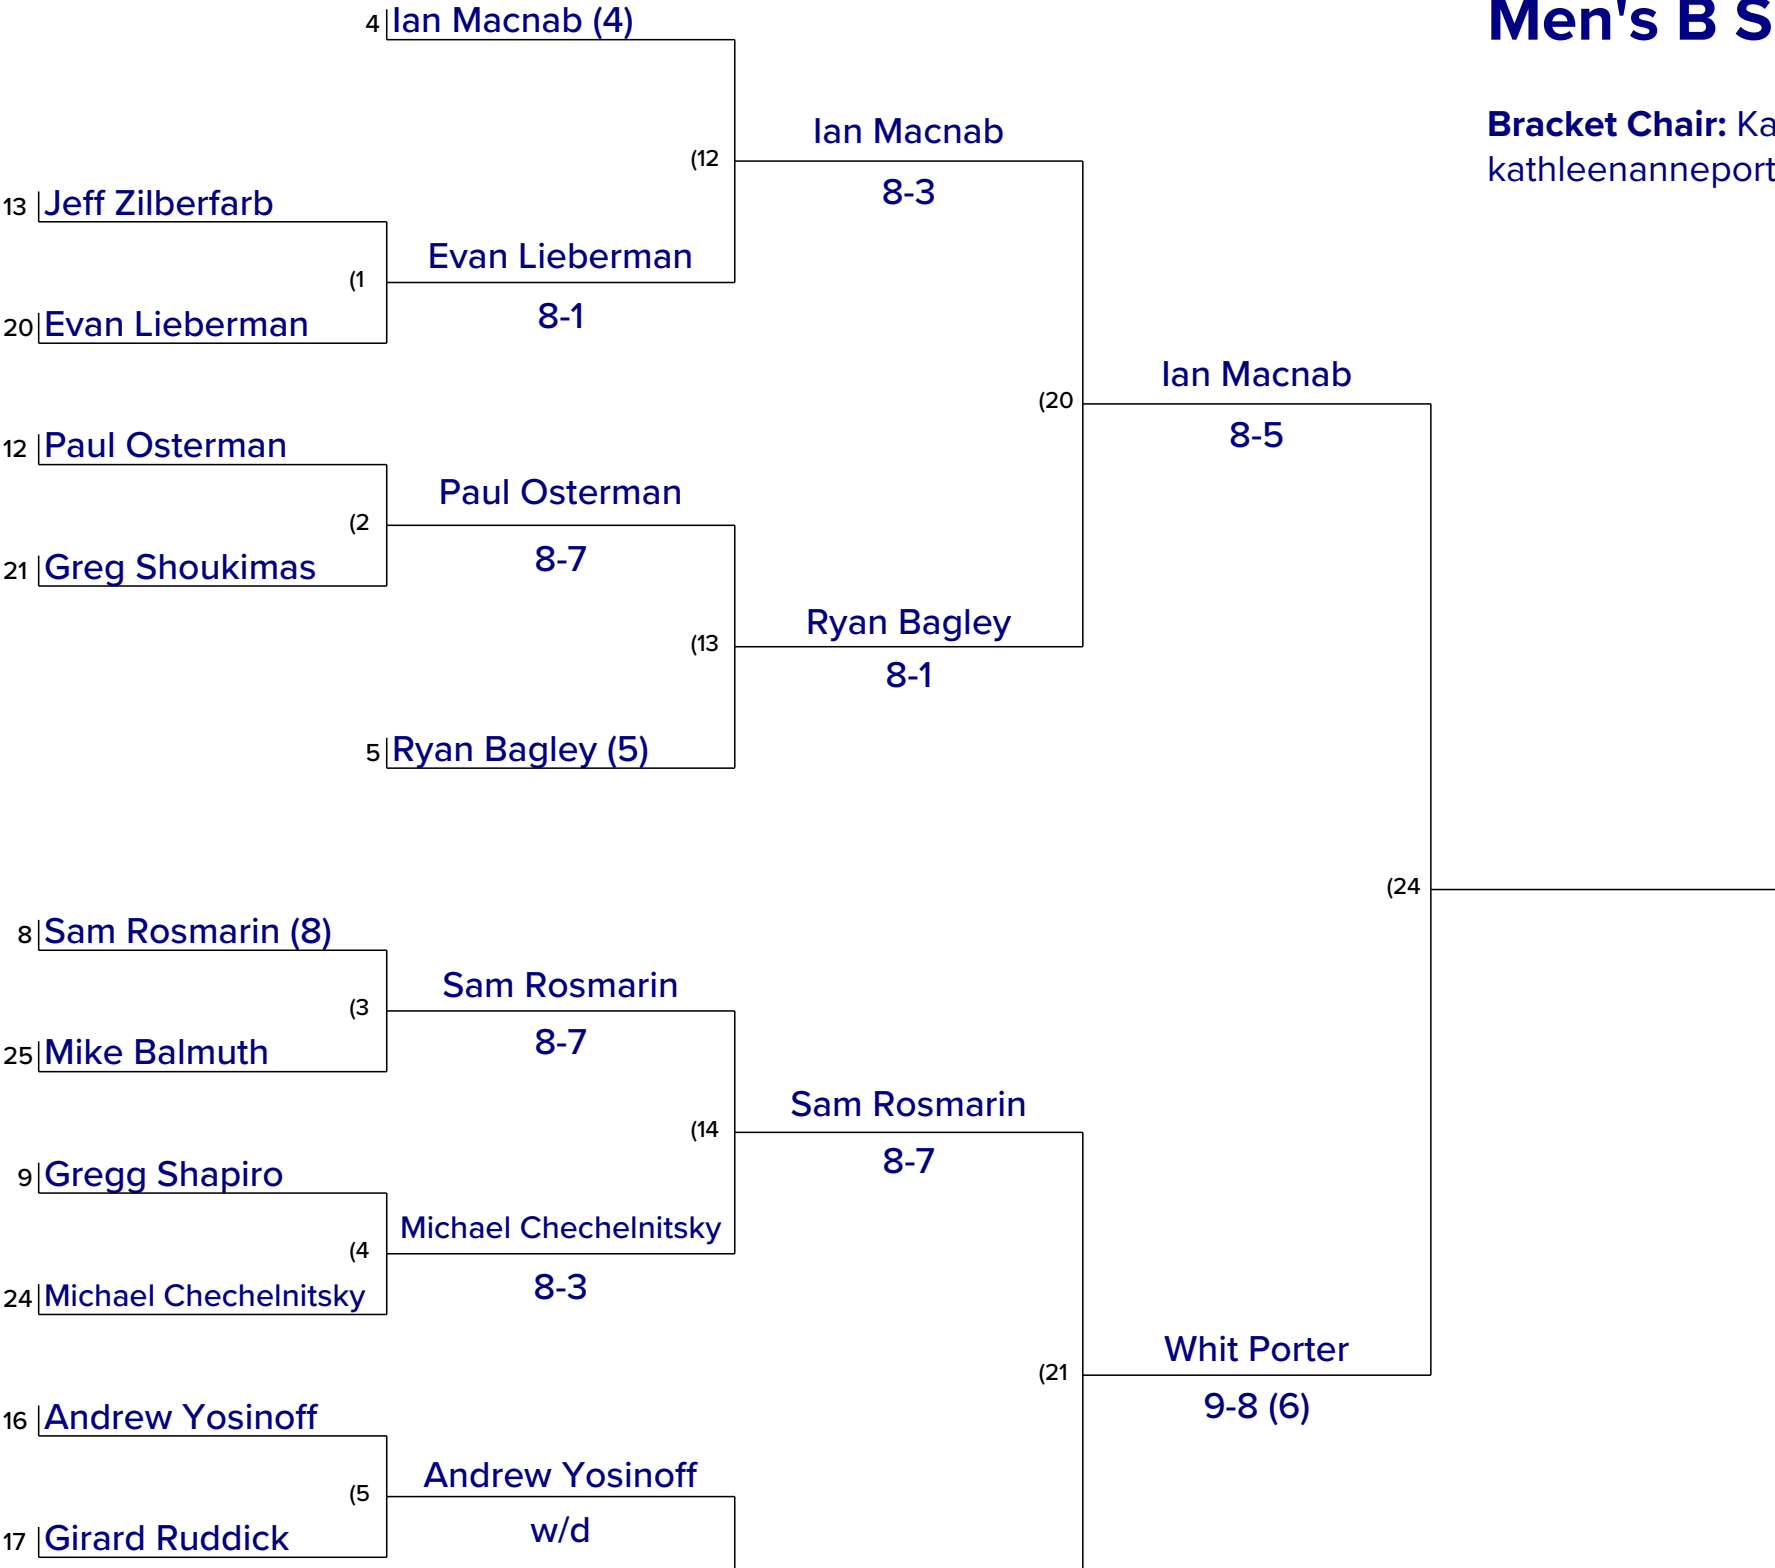 4 Ian Macnab (4)
Men's B S
Bracket Chair: Ka
kathleenanneport
Ian Macnab
(12
8-3
13 Jeff Zilberfarb
Evan Lieberman
(1
8-1
20 Evan Lieberman
Ian Macnab
(20
8-5
12 Paul Osterman
Paul Osterman
(2
8-7
21 Greg Shoukimas
Ryan Bagley
(13
8-1
5 Ryan Bagley (5)
(24
8 Sam Rosmarin (8)
Sam Rosmarin
(3
8-7
25 Mike Balmuth
Sam Rosmarin
(14
8-7
9 Gregg Shapiro
Michael Chechelnitsky
(4
8-3
24 Michael Chechelnitsky
Whit Porter
(21
9-8 (6)
16 Andrew Yosinoff
Andrew Yosinoff
(5
w/d
17 Girard Ruddick